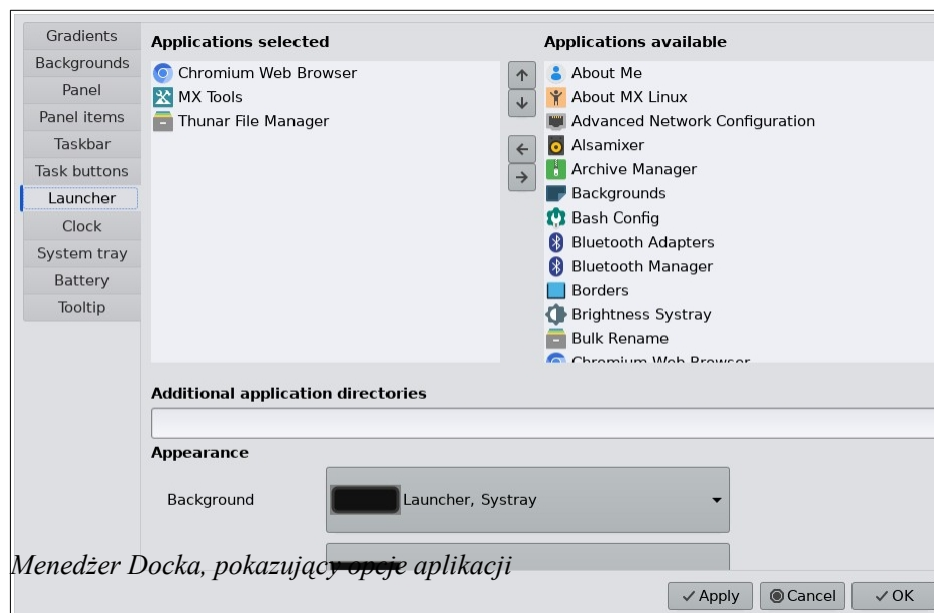 Gradients
Backgrounds
Panel
Panel items
Taskbar
Task buttons
Launcher
Clock
System tray
Battery
Tooltip
Applications selected
Chromium Web Browser
MX Tools
Thunar File Manager
Applications available
About Me
About MX Linux
Advanced Network Configuration
Alsamixer
Archive Manager
Backgrounds
Bash Config
Bluetooth Adapters
Bluetooth Manager
Borders
Brightness Systray
Bulk Rename
Chromium Web Browser
Additional application directories
Appearance
Background
Launcher, Systray
Menedżer Docka, pokazujący opcje aplikacji
Apply
Cancel
OK